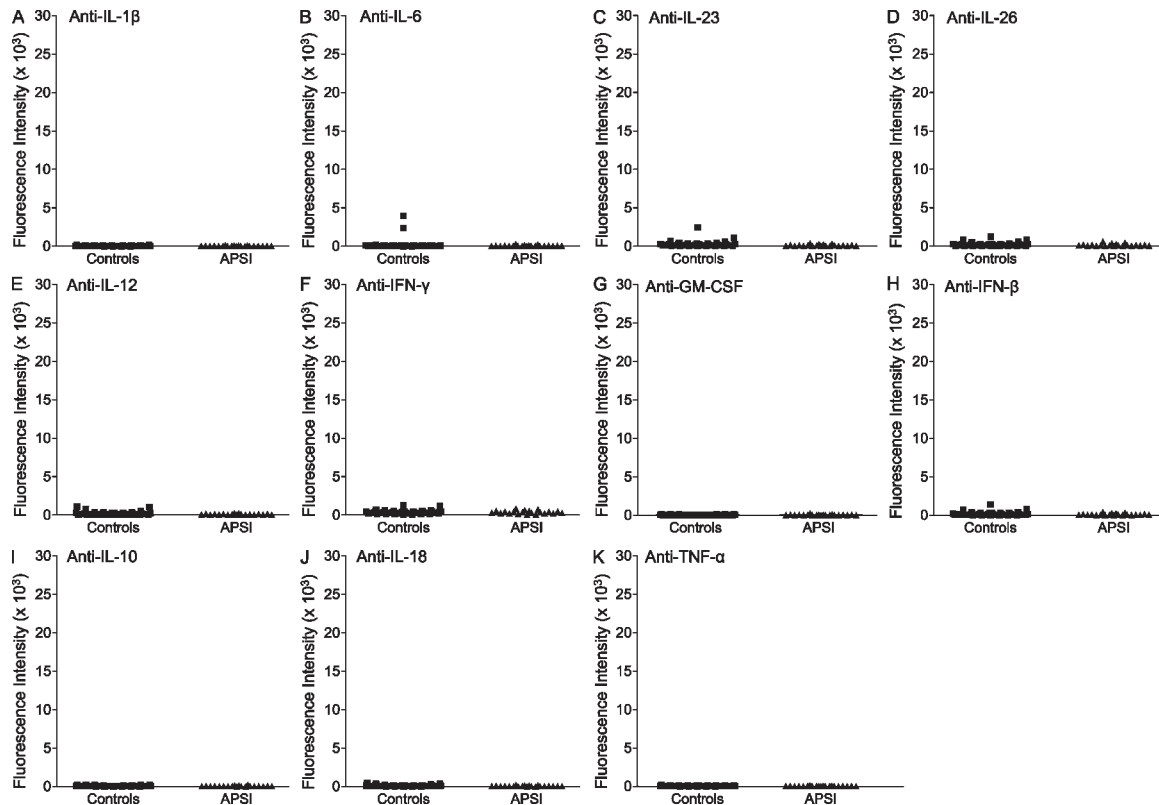 A Anti-IL-1β
Fluorescence Intensity (x 10³)
30
25
20
15
10
5
0
Controls APSI
B Anti-IL-6
Fluorescence Intensity (x 10³)
30
25
20
15
10
5
0
Controls APSI
C Anti-IL-23
Fluorescence Intensity (x 10³)
30
25
20
15
10
5
0
Controls APSI
D Anti-IL-26
Fluorescence Intensity (x 10³)
30
25
20
15
10
5
0
Controls APSI
E Anti-IL-12
Fluorescence Intensity (x 10³)
30
25
20
15
10
5
0
Controls APSI
F Anti-IFN-γ
Fluorescence Intensity (x 10³)
30
25
20
15
10
5
0
Controls APSI
G Anti-GM-CSF
Fluorescence Intensity (x 10³)
30
25
20
15
10
5
0
Controls APSI
H Anti-IFN-β
Fluorescence Intensity (x 10³)
30
25
20
15
10
5
0
Controls APSI
I Anti-IL-10
Fluorescence Intensity (x 10³)
30
25
20
15
10
5
0
Controls APSI
J Anti-IL-18
Fluorescence Intensity (x 10³)
30
25
20
15
10
5
0
Controls APSI
K Anti-TNF-α
Fluorescence Intensity (x 10³)
30
25
20
15
10
5
0
Controls APSI